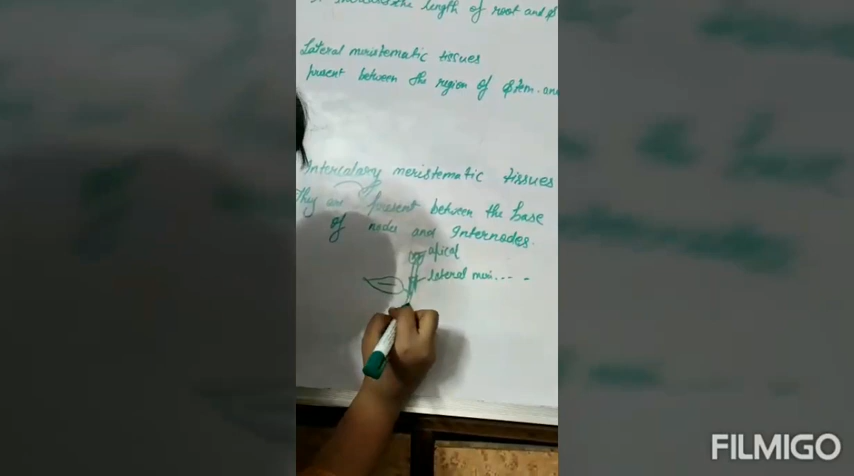 the length of root and
Lateral meristematic tissues
present between the region of stem. and
Intercalary meristematic tissues
They are present between the base
of nodes and Internodes.
apical
lateral meri... -
FILMIGO